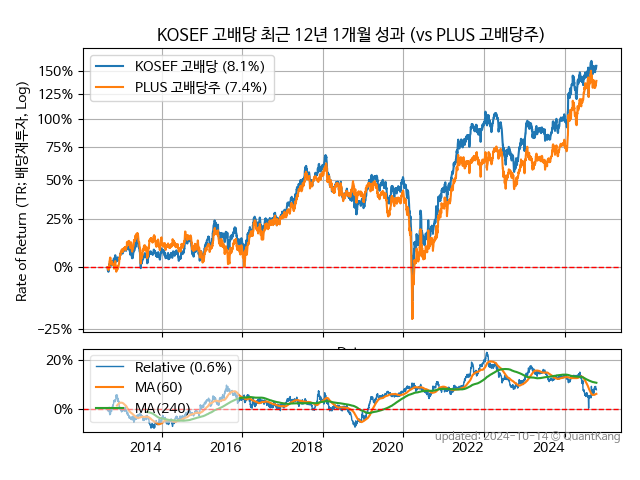 KOSEF 고배당 최근 12년 1개월 성과 (vs PLUS 고배당주)
Rate of Return (TR: 배당재투자, Log)
150%
125%
100%
75%
50%
25%
0%
−25%
KOSEF 고배당 (8.1%)
PLUS 고배당주 (7.4%)
20%
0%
Relative (0.6%)
MA(60)
MA(240)
2014 2016 2018 2020 2022 2024
updated: 2024-10-14 © QuantKang